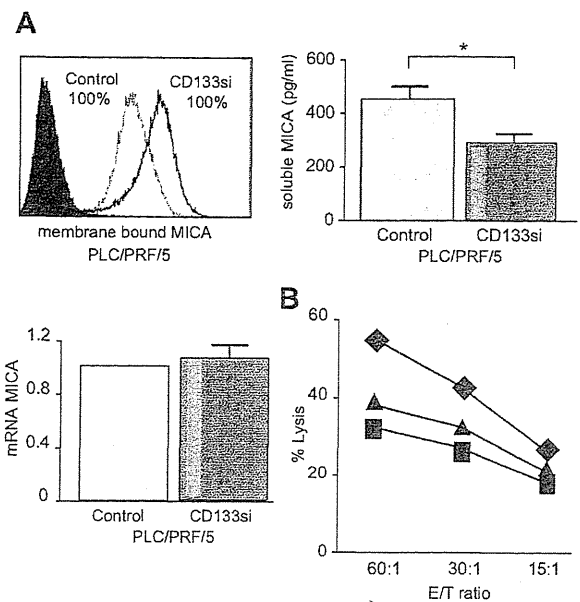 A
Control
100%
CD133si
100%
membrane bound MICA
PLC/PRF/5
soluble MICA (pg/ml)
600
400
200
0
*
Control
CD133si
PLC/PRF/5
mRNA MICA
1.2
0.8
0.4
0
Control
CD133si
PLC/PRF/5
B
% Lysis
60
40
20
0
60:1
30:1
15:1
E/T ratio